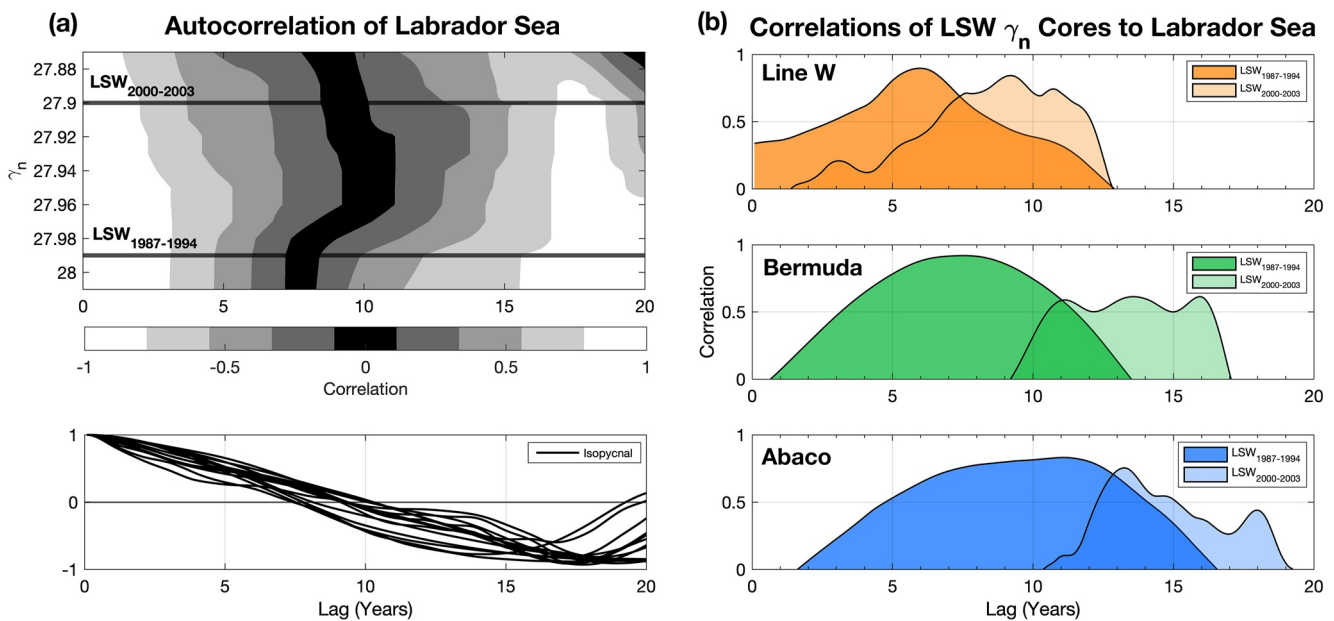 (a) Autocorrelation of Labrador Sea
27.88
LSW2000-2003
27.9
27.92
27.94
γn
27.96
LSW1987-1994
27.98
28
0 5 10 15 20
-1 -0.5 0 0.5 1
Correlation
1
Isopycnal
0
-1
0 5 10 15 20
Lag (Years)
(b) Correlations of LSW γn Cores to Labrador Sea
1
Line W
LSW1987-1994
LSW2000-2003
0.5
0
0 5 10 15 20
1
Bermuda
LSW1987-1994
LSW2000-2003
0.5
Correlation
0
0 5 10 15 20
1
Abaco
LSW1987-1994
LSW2000-2003
0.5
0
0 5 10 15 20
Lag (Years)